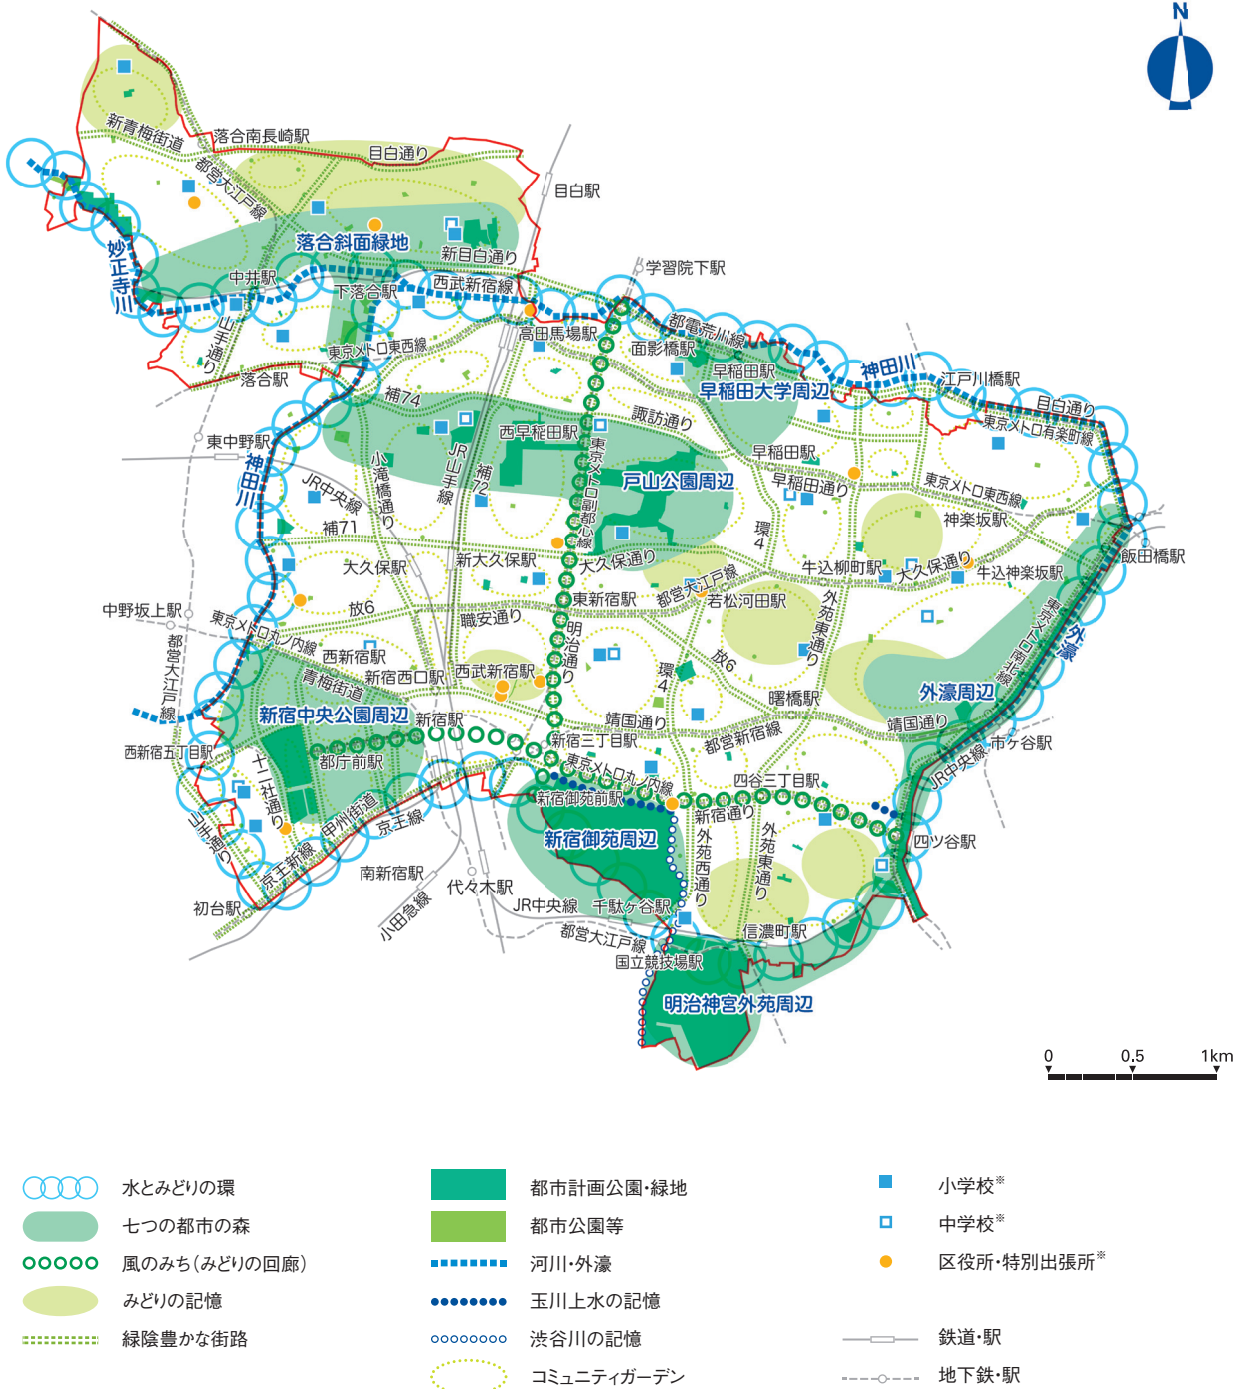 N
新青梅街道
落合南長崎駅
目白通り
都営大江戸線
目白駅
落合斜面緑地
新目白通り
妙正寺川
中井駅
下落合駅
西武新宿線
学習院下駅
高田馬場駅
都電荒川線
面影橋駅
山手通り
東京メトロ東西線
落合駅
早稲田駅
早稲田大学周辺
神田川
江戸川橋駅
目白通り
東京メトロ有楽町線
補74
諏訪通り
西早稲田駅
東中野駅
神田川
小滝橋通り
JR山手線
補72
東京メトロ副都心線
早稲田駅
早稲田通り
東京メトロ東西線
戸山公園周辺
JR中央線
補71
環4
神楽坂駅
飯田橋駅
大久保駅
新大久保駅
大久保通り
牛込柳町駅
大久保通り
牛込神楽坂駅
都営大江戸線
若松河田駅
東新宿駅
中野坂上駅
放6
職安通り
外苑東通り
東京メトロ南北線
外濠
東京メトロ丸ノ内線
明治通り
都営大江戸線
西新宿駅
新宿西口駅
西武新宿駅
放6
環4
青梅街道
曙橋駅
外濠周辺
新宿中央公園周辺
新宿駅
靖国通り
都営新宿線
靖国通り
市ヶ谷駅
西新宿五丁目駅
都庁前駅
新宿三丁目駅
東京メトロ丸ノ内線
四谷三丁目駅
JR中央線
十二社通り
新宿御苑前駅
新宿通り
甲州街道
京王線
山手通り
新宿御苑周辺
外苑西通り
外苑東通り
四ツ谷駅
京王新線
南新宿駅
代々木駅
初台駅
小田急線
JR中央線
千駄ヶ谷駅
都営大江戸線
信濃町駅
国立競技場駅
明治神宮外苑周辺
0 0.5 1km
水とみどりの環
七つの都市の森
風のみち(みどりの回廊)
みどりの記憶
緑陰豊かな街路
都市計画公園・緑地
都市公園等
河川・外濠
玉川上水の記憶
渋谷川の記憶
コミュニティガーデン
小学校※
中学校※
区役所・特別出張所※
鉄道・駅
地下鉄・駅